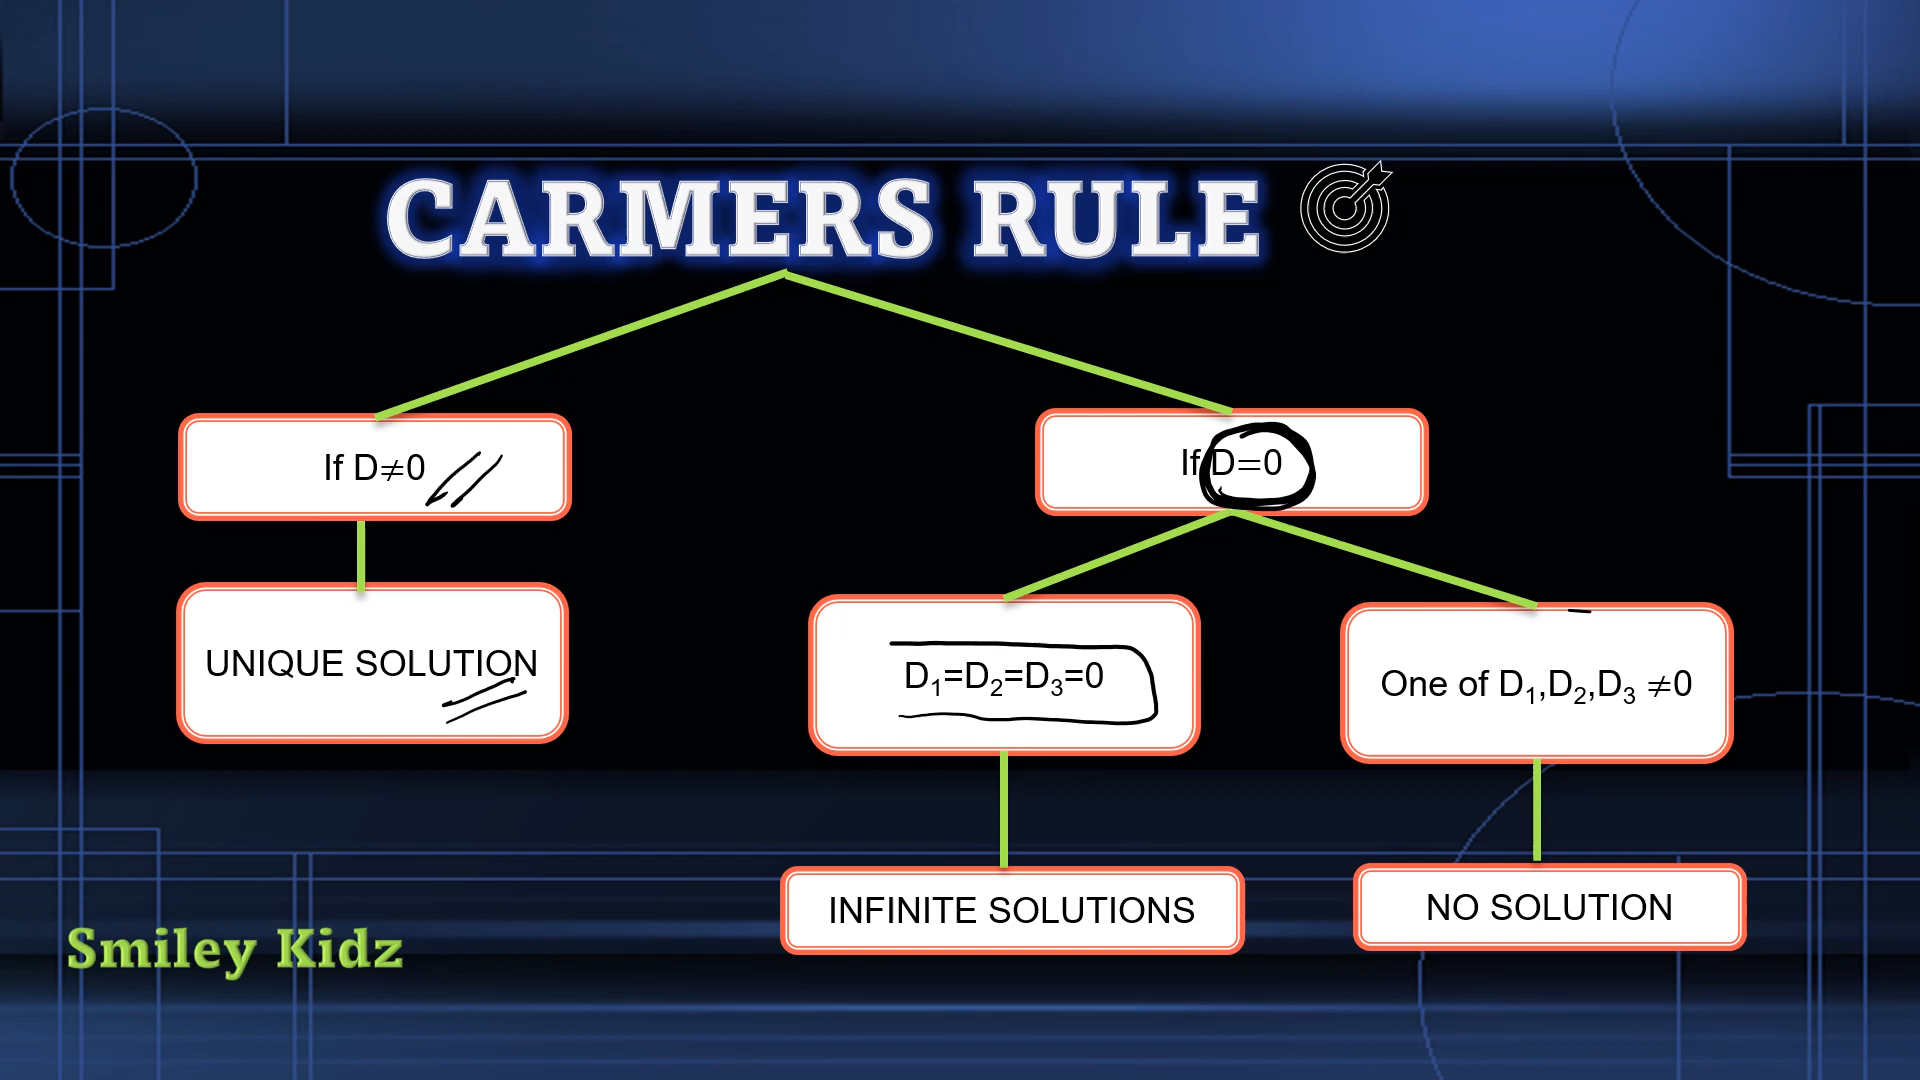 CARMERS RULE
If D≠0
If D=0
UNIQUE SOLUTION
D₁=D₂=D₃=0
One of D₁,D₂,D₃ ≠0
INFINITE SOLUTIONS
NO SOLUTION
Smiley Kidz